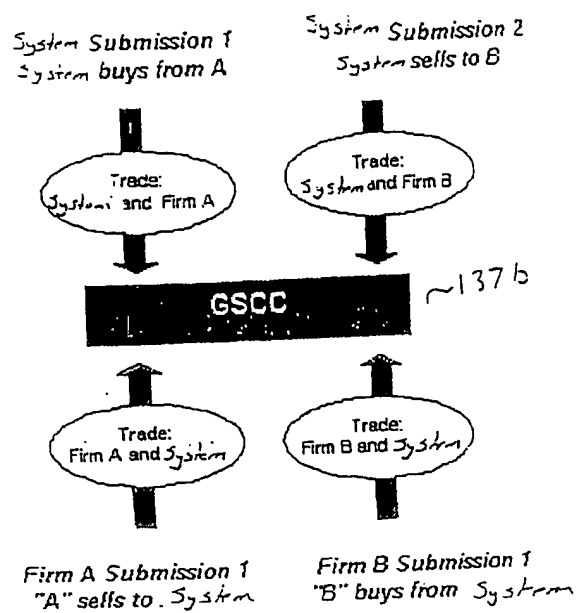 System Submission 1
System buys from A
System Submission 2
System sells to B
Trade:
System and Firm A
Trade:
System and Firm B
GSCC
~137b
Trade:
Firm A and System
Trade:
Firm B and System
Firm A Submission 1
"A" sells to. System
Firm B Submission 1
"B" buys from System